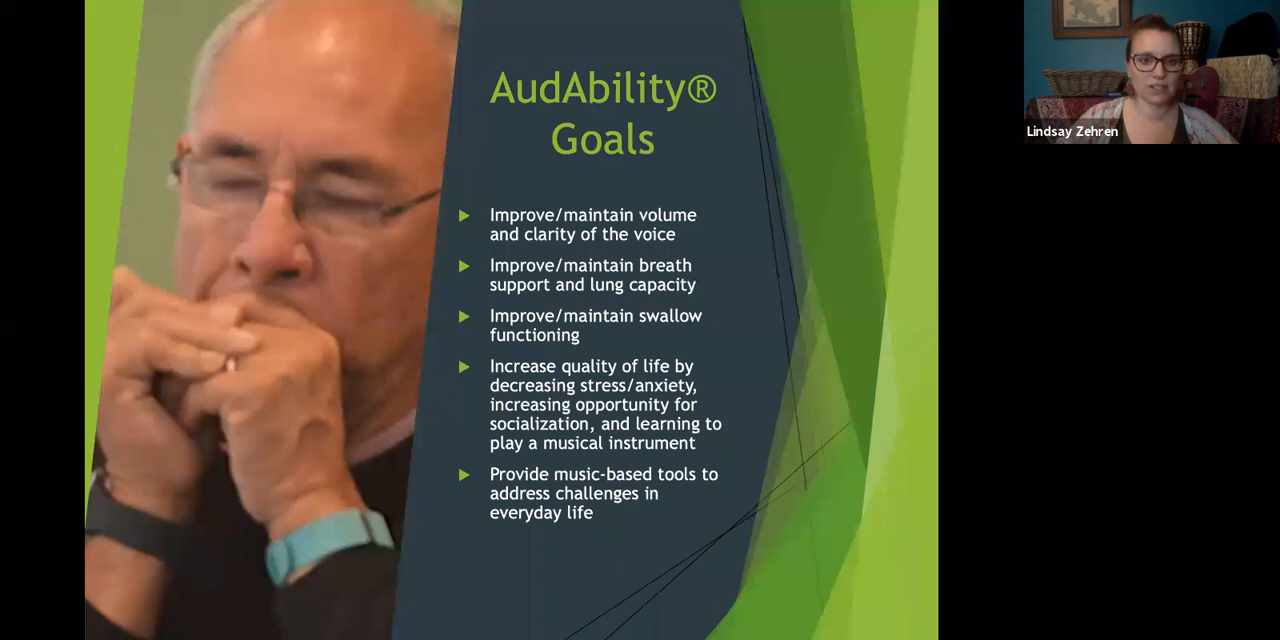 AudAbility®
Goals
Improve/maintain volume
and clarity of the voice
Improve/maintain breath
support and lung capacity
Improve/maintain swallow
functioning
Increase quality of life by
decreasing stress/anxiety,
increasing opportunity for
socialization, and learning to
play a musical instrument
Provide music-based tools to
address challenges in
everyday life
Lindsay Zehren